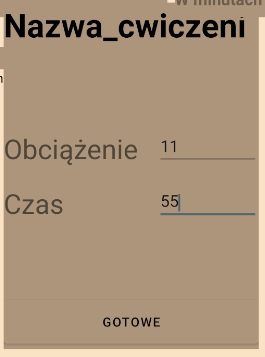 w minutach
Nazwa_cwiczeni
Obciążenie 11
Czas 55
GOTOWE